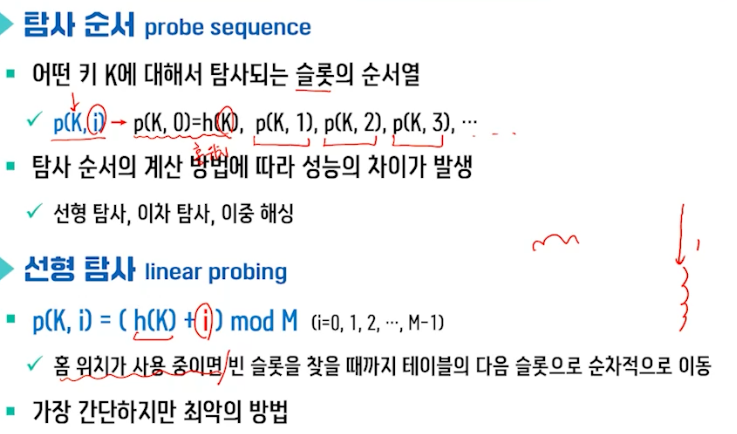 탐사 순서 probe sequence
어떤 키 K에 대해서 탐사되는 슬롯의 순서열
✓ p(K, i) → p(K, 0)=h(K), p(K, 1), p(K, 2), p(K, 3), …
탐사 순서의 계산 방법에 따라 성능의 차이가 발생
✓ 선형 탐사, 이차 탐사, 이중 해싱
선형 탐사 linear probing
p(K, i) = ( h(K) + i ) mod M (i=0, 1, 2, …, M-1)
✓ 홈 위치가 사용 중이면 빈 슬롯을 찾을 때까지 테이블의 다음 슬롯으로 순차적으로 이동
가장 간단하지만 최악의 방법